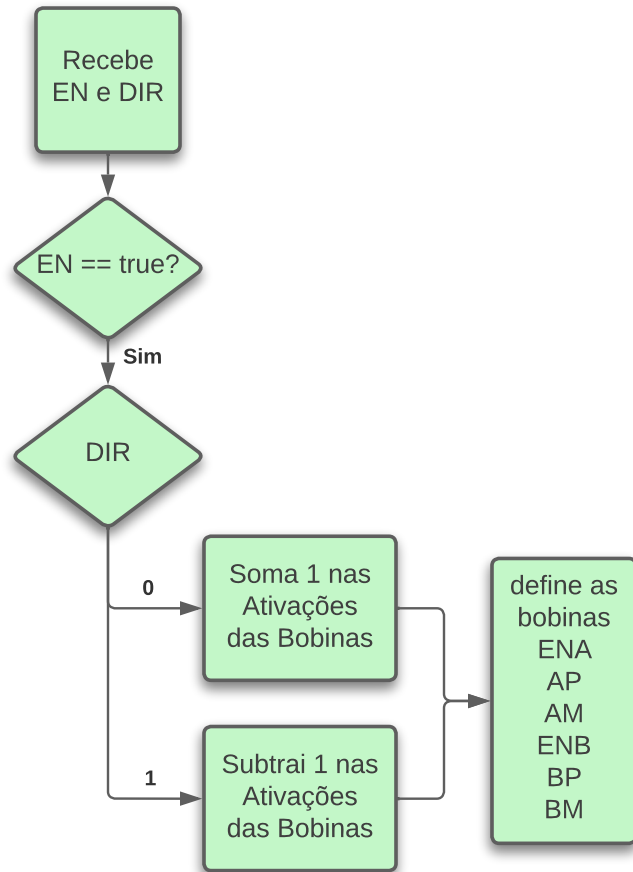 Recebe
EN e DIR
EN == true?
Sim
DIR
0
Soma 1 nas
Ativações
das Bobinas
1
Subtrai 1 nas
Ativações
das Bobinas
define as
bobinas
ENA
AP
AM
ENB
BP
BM